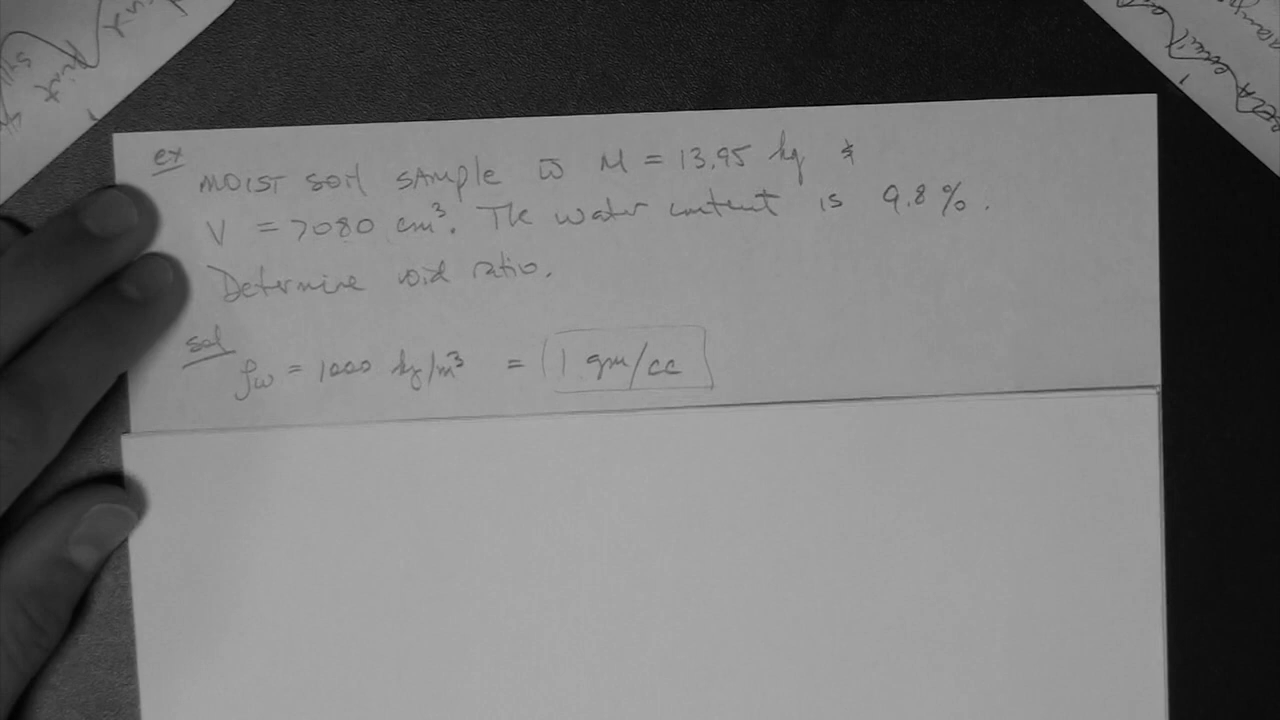 ex
MOIST SOIL SAMPLE w M = 13.95 kg &
V = 7080 cm³. The water content is 9.8%.
Determine void ratio.
sol
ρw = 1000 kg/m³ = 1 gm/cc